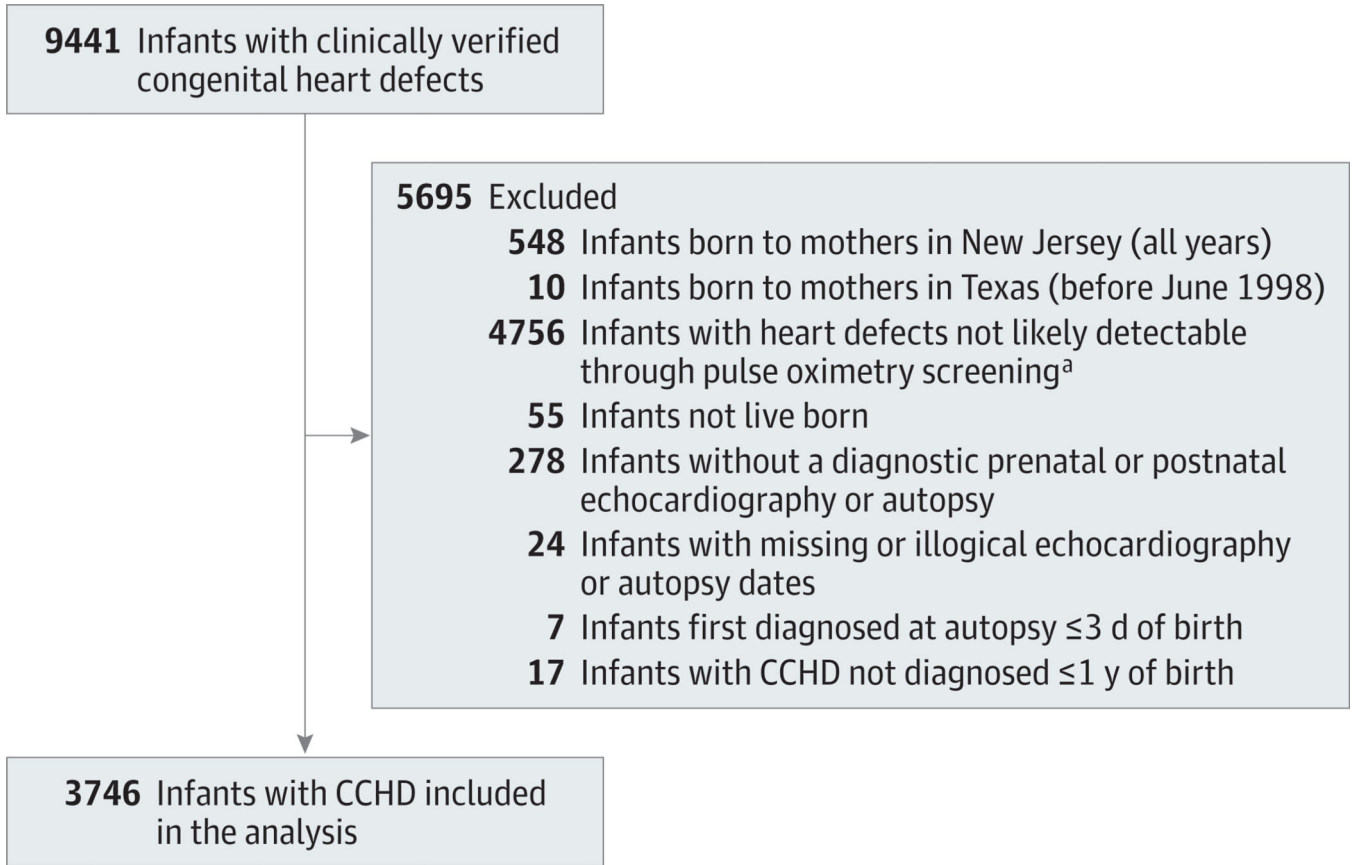 9441 Infants with clinically verified
congenital heart defects
5695 Excluded
548 Infants born to mothers in New Jersey (all years)
10 Infants born to mothers in Texas (before June 1998)
4756 Infants with heart defects not likely detectable
through pulse oximetry screeningᵃ
55 Infants not live born
278 Infants without a diagnostic prenatal or postnatal
echocardiography or autopsy
24 Infants with missing or illogical echocardiography
or autopsy dates
7 Infants first diagnosed at autopsy ≤3 d of birth
17 Infants with CCHD not diagnosed ≤1 y of birth
3746 Infants with CCHD included
in the analysis